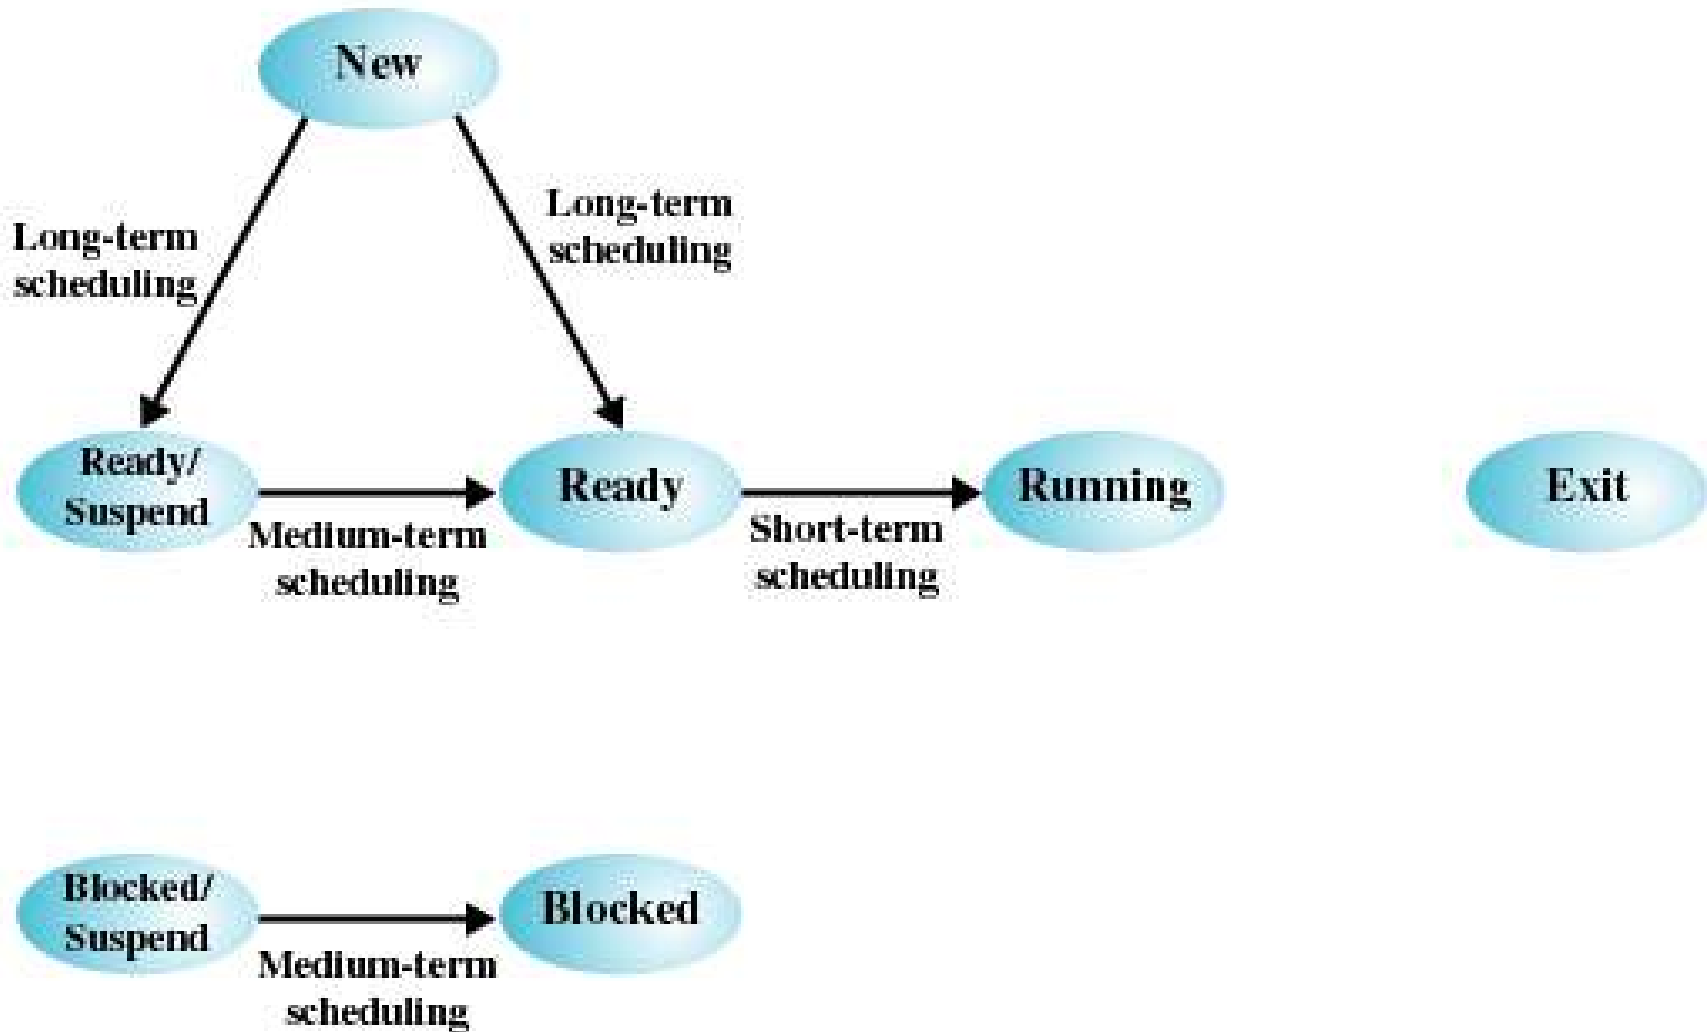 New
Long-term
scheduling
Long-term
scheduling
Ready/
Suspend
Ready
Running
Exit
Medium-term
scheduling
Short-term
scheduling
Blocked/
Suspend
Blocked
Medium-term
scheduling